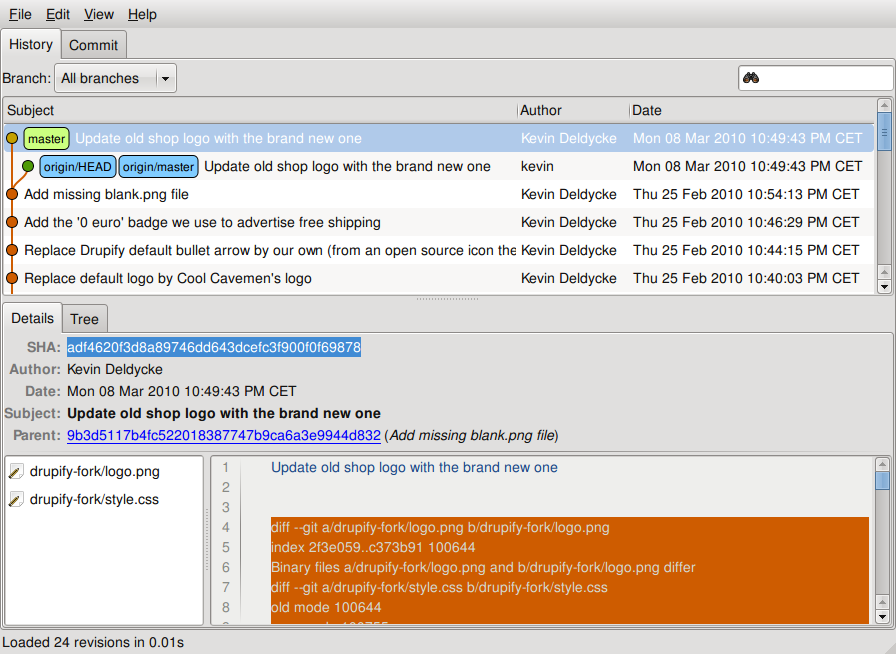 File Edit View Help
History Commit
Branch: All branches
Subject Author Date
master Update old shop logo with the brand new one Kevin Deldycke Mon 08 Mar 2010 10:49:43 PM CET
origin/HEAD origin/master Update old shop logo with the brand new one kevin Mon 08 Mar 2010 10:49:43 PM CET
Add missing blank.png file Kevin Deldycke Thu 25 Feb 2010 10:54:13 PM CET
Add the '0 euro' badge we use to advertise free shipping Kevin Deldycke Thu 25 Feb 2010 10:46:29 PM CET
Replace Drupify default bullet arrow by our own (from an open source icon the Kevin Deldycke Thu 25 Feb 2010 10:44:15 PM CET
Replace default logo by Cool Cavemen's logo Kevin Deldycke Thu 25 Feb 2010 10:40:03 PM CET
Details Tree
SHA: adf4620f3d8a89746dd643dcefc3f900f0f69878
Author: Kevin Deldycke
Date: Mon 08 Mar 2010 10:49:43 PM CET
Subject: Update old shop logo with the brand new one
Parent: 9b3d5117b4fc522018387747b9ca6a3e9944d832 (Add missing blank.png file)
drupify-fork/logo.png
drupify-fork/style.css
1 Update old shop logo with the brand new one
2
3
4 diff --git a/drupify-fork/logo.png b/drupify-fork/logo.png
5 index 2f3e059..c373b91 100644
6 Binary files a/drupify-fork/logo.png and b/drupify-fork/logo.png differ
7 diff --git a/drupify-fork/style.css b/drupify-fork/style.css
8 old mode 100644
Loaded 24 revisions in 0.01s